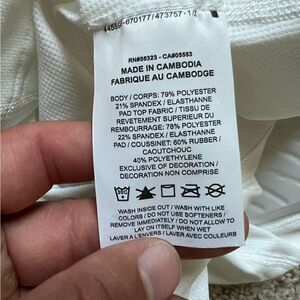 RN#56323 - CA#05553
MADE IN CAMBODIA
FABRIQUE AU CAMBODGE
BODY / CORPS: 79% POLYESTER
21% SPANDEX / ELASTHANNE
PAD TOP FABRIC / TISSU DE
REVETEMENT SUPERIEUR DU
REMBOURRAGE: 78% POLYESTER
22% SPANDEX / ELASTHANNE
PAD / COUSSINET: 60% RUBBER /
CAOUTCHOUC
40% POLYETHYLENE
EXCLUSIVE OF DECORATION /
DECORATION NON COMPRISE
WASH INSIDE OUT / WASH WITH LIKE
COLORS / DO NOT USE SOFTENERS /
REMOVE IMMEDIATELY / DO NOT ALLOW TO
LAY ON ITSELF WHEN WET
LAVER A L'ENVERS / LAVER AVEC COULEURS